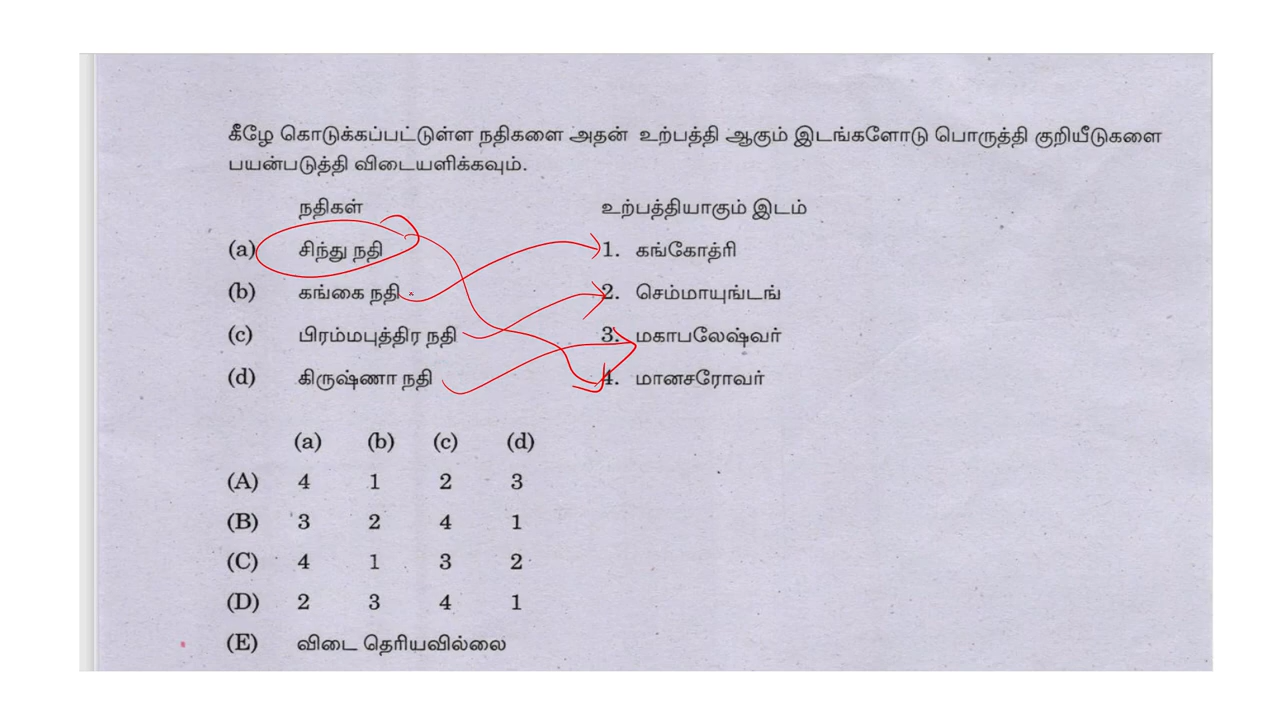 கீழே கொடுக்கப்பட்டுள்ள நதிகளை அதன் உற்பத்தி ஆகும் இடங்களோடு பொருத்தி குறியீடுகளை
பயன்படுத்தி விடையளிக்கவும்.
நதிகள் உற்பத்தியாகும் இடம்
(a) சிந்து நதி 1. கங்கோத்ரி
(b) கங்கை நதி 2. செம்மாயுங்டங்
(c) பிரம்மபுத்திர நதி 3. மகாபலேஷ்வர்
(d) கிருஷ்ணா நதி 4. மானசரோவர்
(a) (b) (c) (d)
(A) 4 1 2 3
(B) 3 2 4 1
(C) 4 1 3 2
(D) 2 3 4 1
(E) விடை தெரியவில்லை